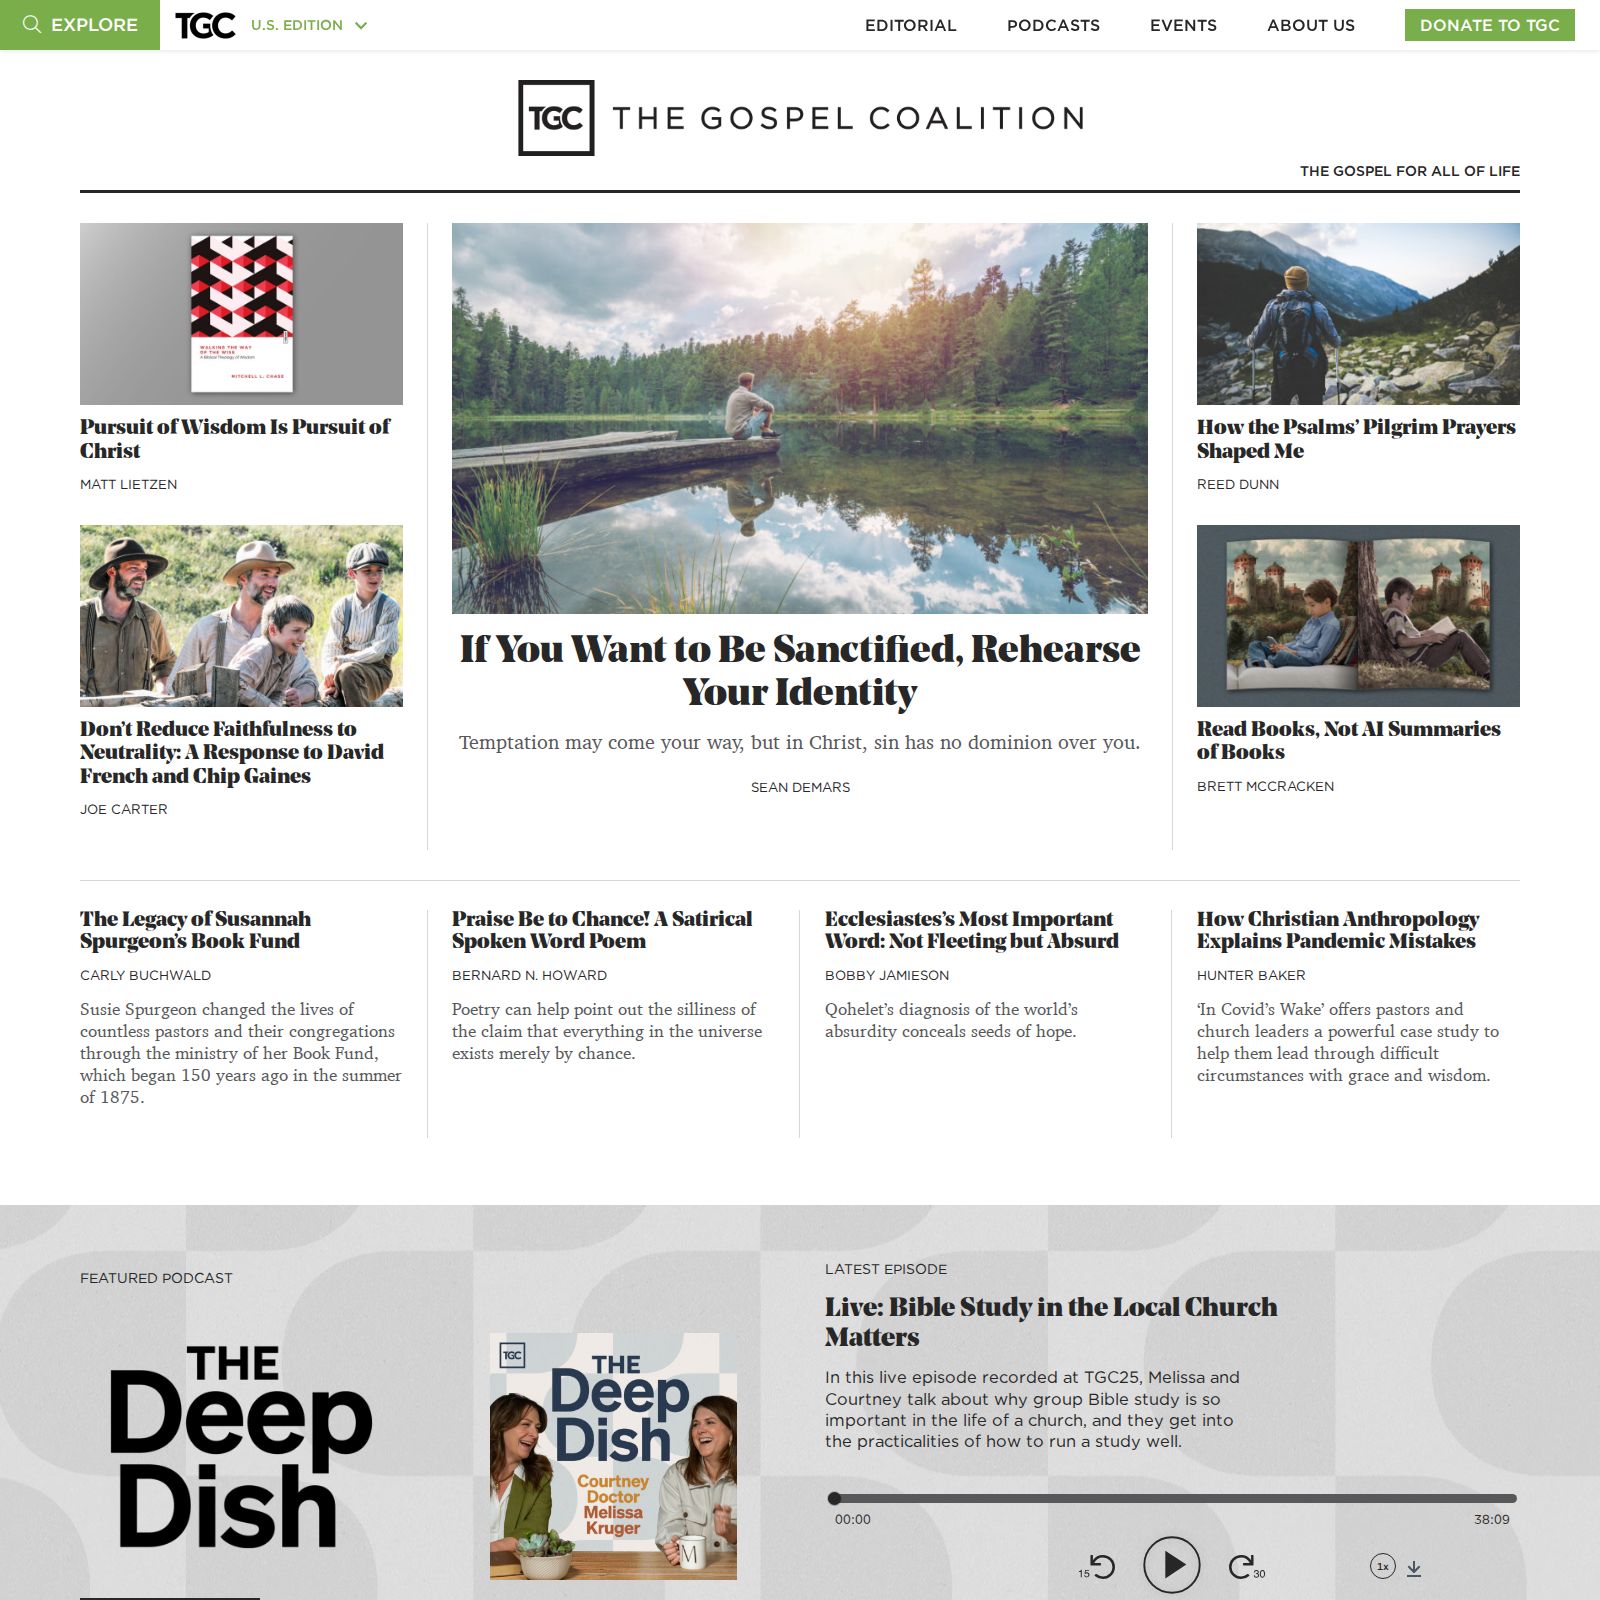 EXPLORE
TGC
U.S. EDITION
EDITORIAL
PODCASTS
EVENTS
ABOUT US
DONATE TO TGC
TGC THE GOSPEL COALITION
THE GOSPEL FOR ALL OF LIFE
WALKING THE WAY
OF THE WISE
A Biblical Theology of Wisdom
MITCHELL L. CHASE
Pursuit of Wisdom Is Pursuit of
Christ
MATT LIETZEN
Don’t Reduce Faithfulness to
Neutrality: A Response to David
French and Chip Gaines
JOE CARTER
If You Want to Be Sanctified, Rehearse
Your Identity
Temptation may come your way, but in Christ, sin has no dominion over you.
SEAN DEMARS
How the Psalms’ Pilgrim Prayers
Shaped Me
REED DUNN
Read Books, Not AI Summaries
of Books
BRETT MCCRACKEN
The Legacy of Susannah
Spurgeon’s Book Fund
CARLY BUCHWALD
Susie Spurgeon changed the lives of
countless pastors and their congregations
through the ministry of her Book Fund,
which began 150 years ago in the summer
of 1875.
Praise Be to Chance! A Satirical
Spoken Word Poem
BERNARD N. HOWARD
Poetry can help point out the silliness of
the claim that everything in the universe
exists merely by chance.
Ecclesiastes’s Most Important
Word: Not Fleeting but Absurd
BOBBY JAMIESON
Qohelet’s diagnosis of the world’s
absurdity conceals seeds of hope.
How Christian Anthropology
Explains Pandemic Mistakes
HUNTER BAKER
‘In Covid’s Wake’ offers pastors and
church leaders a powerful case study to
help them lead through difficult
circumstances with grace and wisdom.
FEATURED PODCAST
THE
Deep
Dish
TGC
THE
Deep
Dish
Courtney
Doctor
Melissa
Kruger
M
LATEST EPISODE
Live: Bible Study in the Local Church
Matters
In this live episode recorded at TGC25, Melissa and
Courtney talk about why group Bible study is so
important in the life of a church, and they get into
the practicalities of how to run a study well.
00:00
38:09
15
30
1x